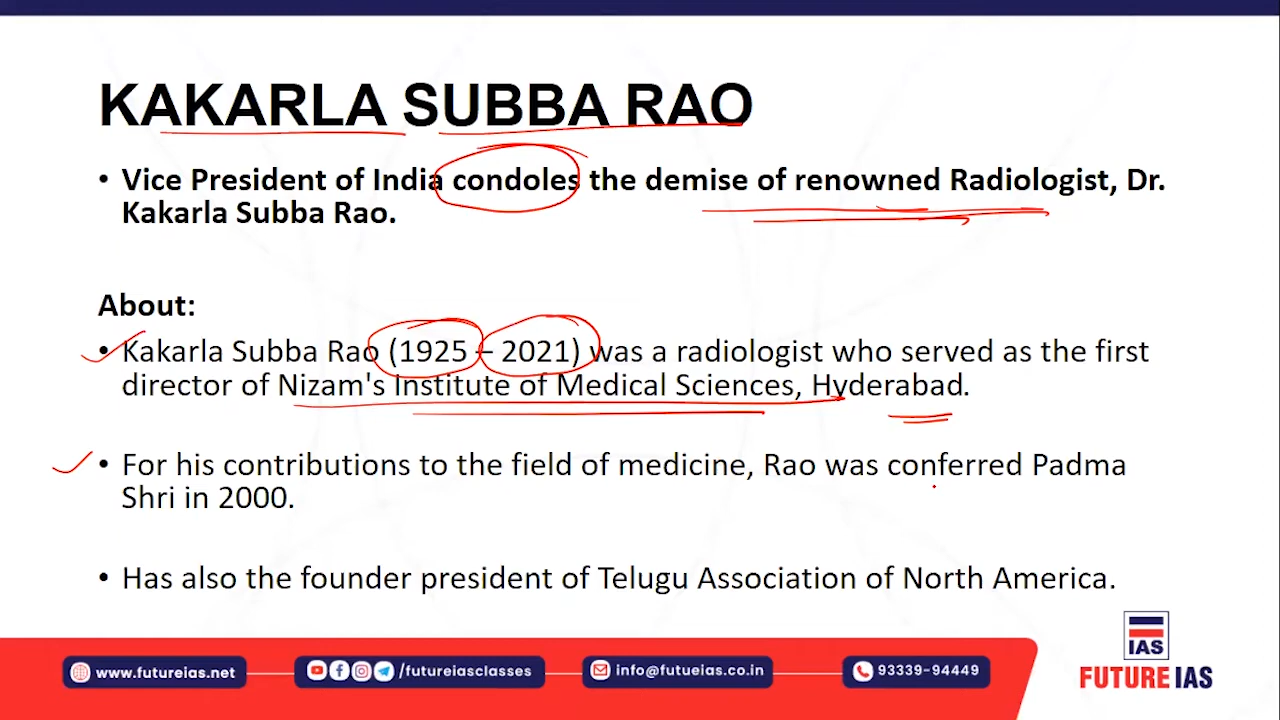 KAKARLA SUBBA RAO
• Vice President of India condoles the demise of renowned Radiologist, Dr.
Kakarla Subba Rao.
About:
• Kakarla Subba Rao (1925 – 2021) was a radiologist who served as the first
director of Nizam's Institute of Medical Sciences, Hyderabad.
• For his contributions to the field of medicine, Rao was conferred Padma
Shri in 2000.
• Has also the founder president of Telugu Association of North America.
IAS
www.futureias.net
/futureiasclasses
info@futueias.co.in
93339-94449
FUTURE IAS